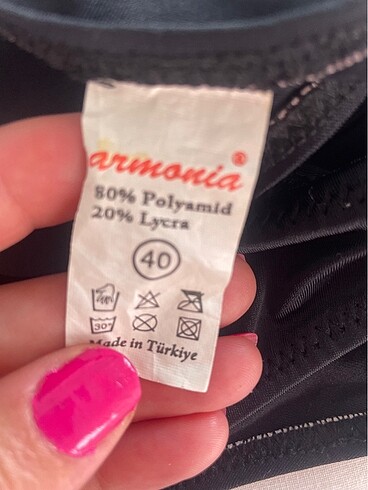 armonia®
80% Polyamid
20% Lycra
40
30°
Made in Türkiye